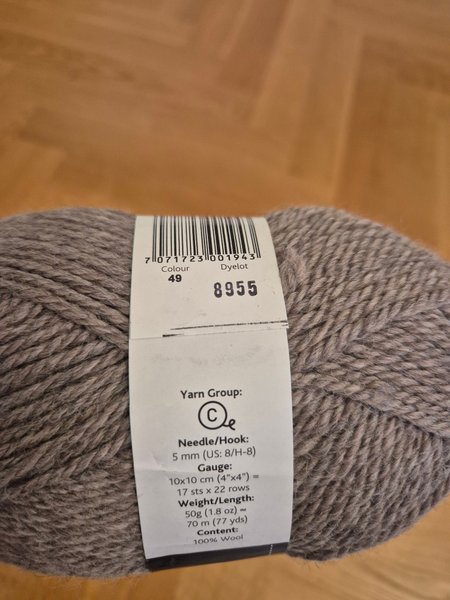 7 071723 001943
Colour Dyelot
49
8955
Yarn Group:
C
Needle/Hook:
5 mm (US: 8/H-8)
Gauge:
10x10 cm (4"x4") =
17 sts x 22 rows
Weight/Length:
50g (1.8 oz) ≈
70 m (77 yds)
Content:
100% Wool